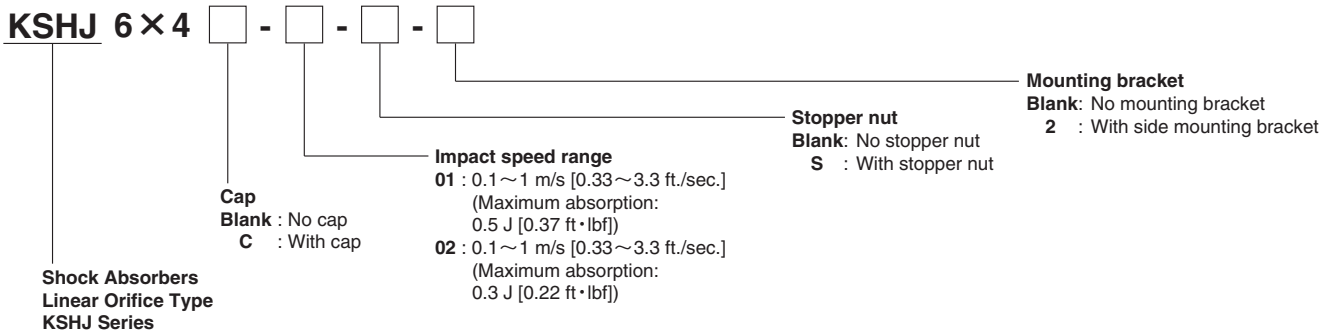 KSHJ 6×4 □ - □ - □ - □
Mounting bracket
Blank: No mounting bracket
2 : With side mounting bracket
Stopper nut
Blank: No stopper nut
S : With stopper nut
Impact speed range
01 : 0.1～1 m/s [0.33～3.3 ft./sec.]
(Maximum absorption:
0.5 J [0.37 ft・lbf])
02 : 0.1～1 m/s [0.33～3.3 ft./sec.]
(Maximum absorption:
0.3 J [0.22 ft・lbf])
Cap
Blank : No cap
C : With cap
Shock Absorbers
Linear Orifice Type
KSHJ Series